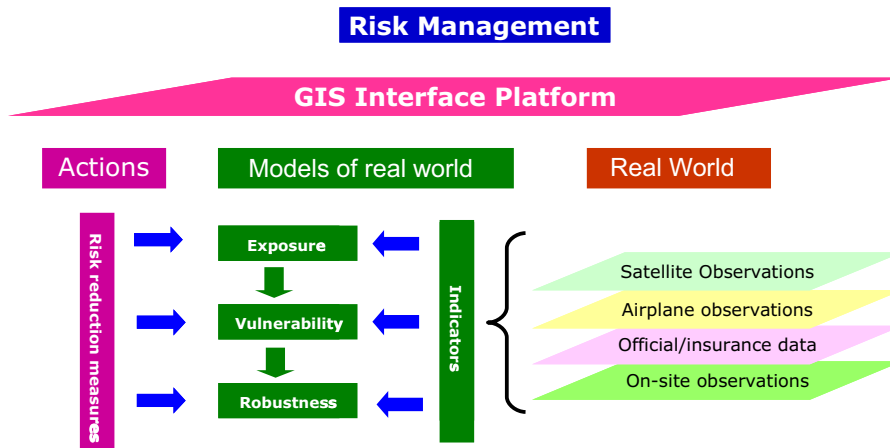 Risk Management
GIS Interface Platform
Actions
Models of real world
Real World
Risk reduction measures
Exposure
Vulnerability
Robustness
Indicators
Satellite Observations
Airplane observations
Official/insurance data
On-site observations